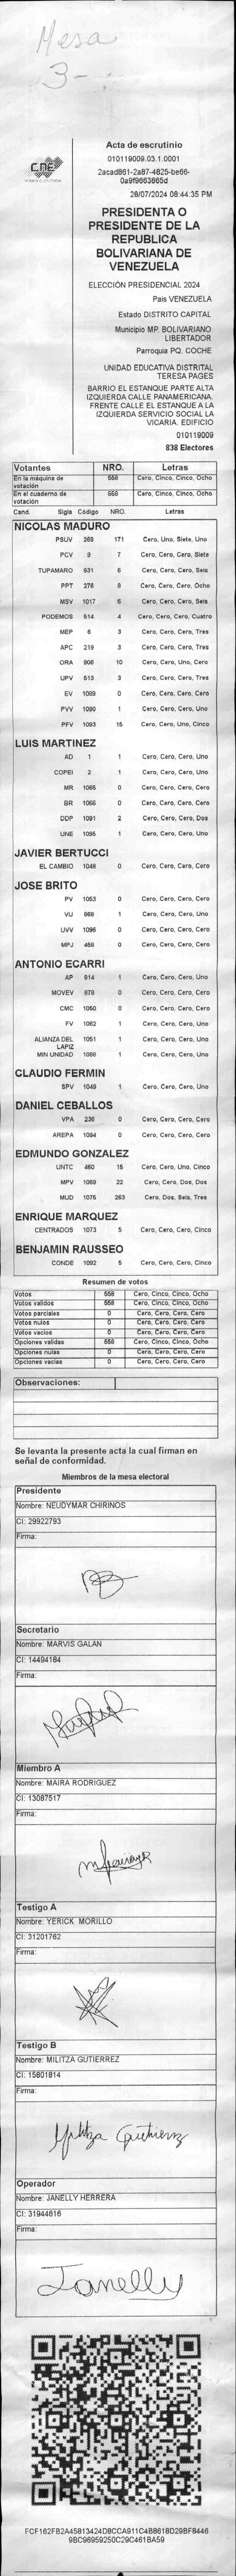 Mesa
3 -
CNE
Acta de escrutinio
010119009.03.1.0001
2acad861-2a87-4825-be66-
0a9f9663865d
28/07/2024 08:44:35 PM
PRESIDENTA O
PRESIDENTE DE LA
REPUBLICA
BOLIVARIANA DE
VENEZUELA
ELECCIÓN PRESIDENCIAL 2024
Pais VENEZUELA
Estado DISTRITO CAPITAL
Municipio MP. BOLIVARIANO
LIBERTADOR
Parroquia PQ. COCHE
UNIDAD EDUCATIVA DISTRITAL
TERESA PAGES
BARRIO EL ESTANQUE PARTE ALTA
IZQUIERDA CALLE PANAMERICANA.
FRENTE CALLE EL ESTANQUE A LA
IZQUIERDA SERVICIO SOCIAL LA
VICARIA. EDIFICIO
010119009
838 Electores
Votantes NRO. Letras
En la máquina de votación 558 Cero, Cinco, Cinco, Ocho
En el cuaderno de votación 558 Cero, Cinco, Cinco, Ocho
Cand. Sigla Código NRO. Letras
NICOLAS MADURO
PSUV 269 171 Cero, Uno, Siete, Uno
PCV 9 7 Cero, Cero, Cero, Siete
TUPAMARO 931 6 Cero, Cero, Cero, Seis
PPT 276 8 Cero, Cero, Cero, Ocho
MSV 1017 6 Cero, Cero, Cero, Seis
PODEMOS 514 4 Cero, Cero, Cero, Cuatro
MEP 6 3 Cero, Cero, Cero, Tres
APC 219 3 Cero, Cero, Cero, Tres
ORA 906 10 Cero, Cero, Uno, Cero
UPV 513 3 Cero, Cero, Cero, Tres
EV 1089 0 Cero, Cero, Cero, Cero
PVV 1090 1 Cero, Cero, Cero, Uno
PFV 1093 15 Cero, Cero, Uno, Cinco
LUIS MARTINEZ
AD 1 1 Cero, Cero, Cero, Uno
COPEI 2 1 Cero, Cero, Cero, Uno
MR 1065 0 Cero, Cero, Cero, Cero
BR 1066 0 Cero, Cero, Cero, Cero
DDP 1091 2 Cero, Cero, Cero, Dos
UNE 1095 1 Cero, Cero, Cero, Uno
JAVIER BERTUCCI
EL CAMBIO 1048 0 Cero, Cero, Cero, Cero
JOSE BRITO
PV 1053 0 Cero, Cero, Cero, Cero
VU 868 1 Cero, Cero, Cero, Uno
UVV 1096 0 Cero, Cero, Cero, Cero
MPJ 458 0 Cero, Cero, Cero, Cero
ANTONIO ECARRI
AP 814 1 Cero, Cero, Cero, Uno
MOVEV 878 0 Cero, Cero, Cero, Cero
CMC 1050 0 Cero, Cero, Cero, Cero
FV 1062 1 Cero, Cero, Cero, Uno
ALIANZA DEL 1051 1 Cero, Cero, Cero, Uno
LAPIZ
MIN UNIDAD 1066 1 Cero, Cero, Cero, Uno
CLAUDIO FERMIN
SPV 1049 1 Cero, Cero, Cero, Uno
DANIEL CEBALLOS
VPA 236 0 Cero, Cero, Cero, Cero
AREPA 1094 0 Cero, Cero, Cero, Cero
EDMUNDO GONZALEZ
UNTC 460 15 Cero, Cero, Uno, Cinco
MPV 1069 22 Cero, Cero, Dos, Dos
MUD 1075 263 Cero, Dos, Seis, Tres
ENRIQUE MARQUEZ
CENTRADOS 1073 5 Cero, Cero, Cero, Cinco
BENJAMIN RAUSSEO
CONDE 1092 5 Cero, Cero, Cero, Cinco
Resumen de votos
Votos 558 Cero, Cinco, Cinco, Ocho
Votos validos 558 Cero, Cinco, Cinco, Ocho
Votos parciales 0 Cero, Cero, Cero, Cero
Votos nulos 0 Cero, Cero, Cero, Cero
Votos vacios 0 Cero, Cero, Cero, Cero
Opciones validas 558 Cero, Cinco, Cinco, Ocho
Opciones nulas 0 Cero, Cero, Cero, Cero
Opciones vacias 0 Cero, Cero, Cero, Cero
Observaciones:
Se levanta la presente acta la cual firman en
señal de conformidad.
Miembros de la mesa electoral
Presidente
Nombre: NEUDYMAR CHIRINOS
CI: 29922793
Firma:
Secretario
Nombre: MARVIS GALAN
CI: 14494184
Firma:
Miembro A
Nombre: MAIRA RODRIGUEZ
CI: 13087517
Firma:
Testigo A
Nombre: YERICK MORILLO
CI: 31201762
Firma:
Testigo B
Nombre: MILITZA GUTIERREZ
CI: 15801814
Firma:
Militza Gutierrez
Operador
Nombre: JANELLY HERRERA
CI: 31944616
Firma:
Janelly
FCF162FB2A45813424D8CCA911C4B8618D29BF8446
9BC96959250C29C461BA59